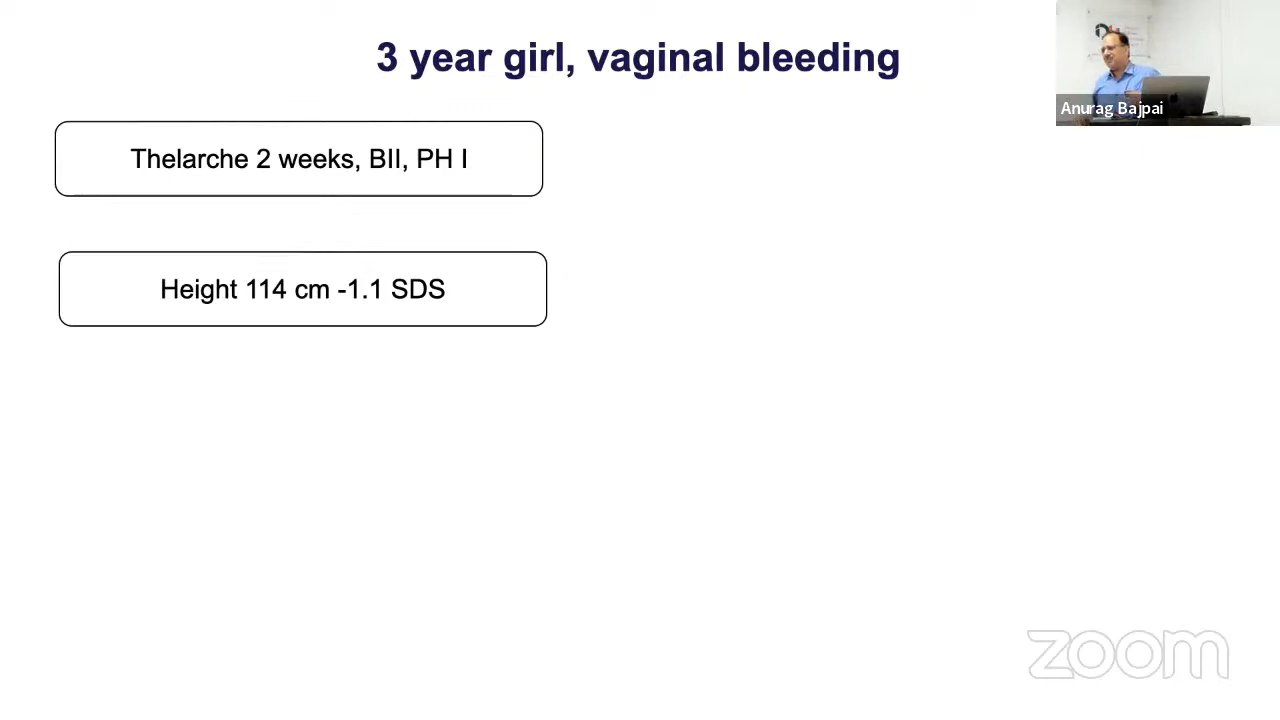 3 year girl, vaginal bleeding
Anurag Bajpai
Thelarche 2 weeks, BII, PH I
Height 114 cm -1.1 SDS
zoom